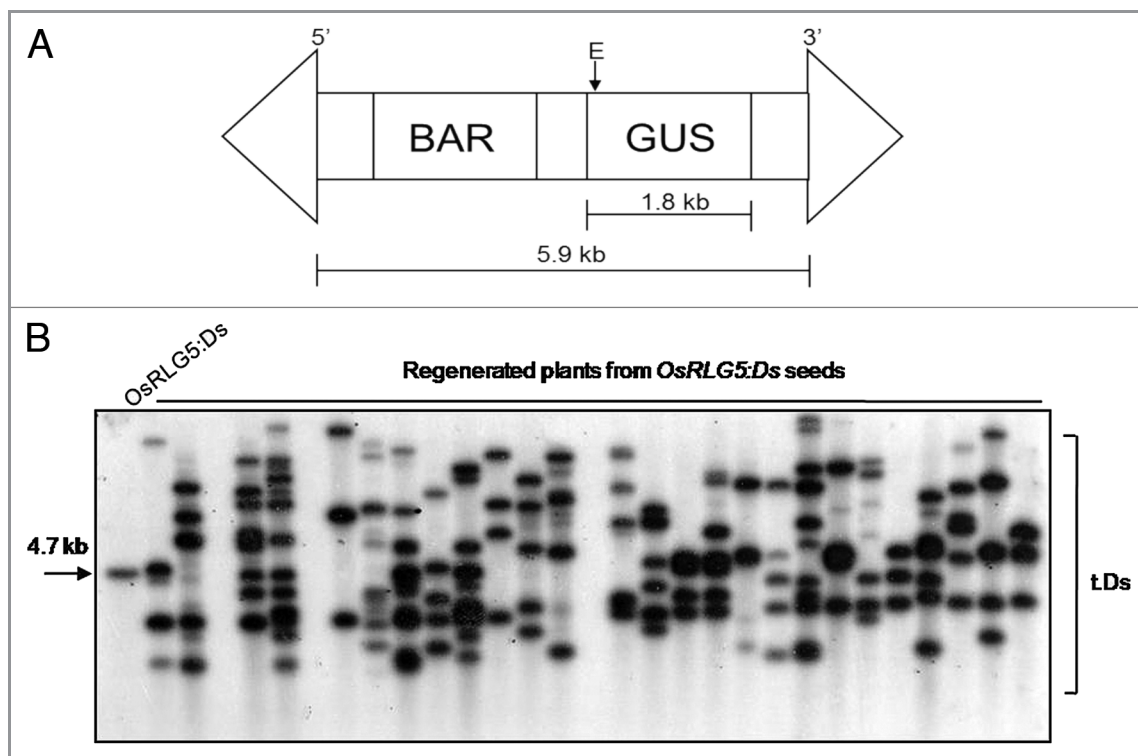 A
5’
3’
E
BAR
GUS
1.8 kb
5.9 kb
B
OsRLG5:Ds
Regenerated plants from OsRLG5:Ds seeds
4.7 kb
t.Ds